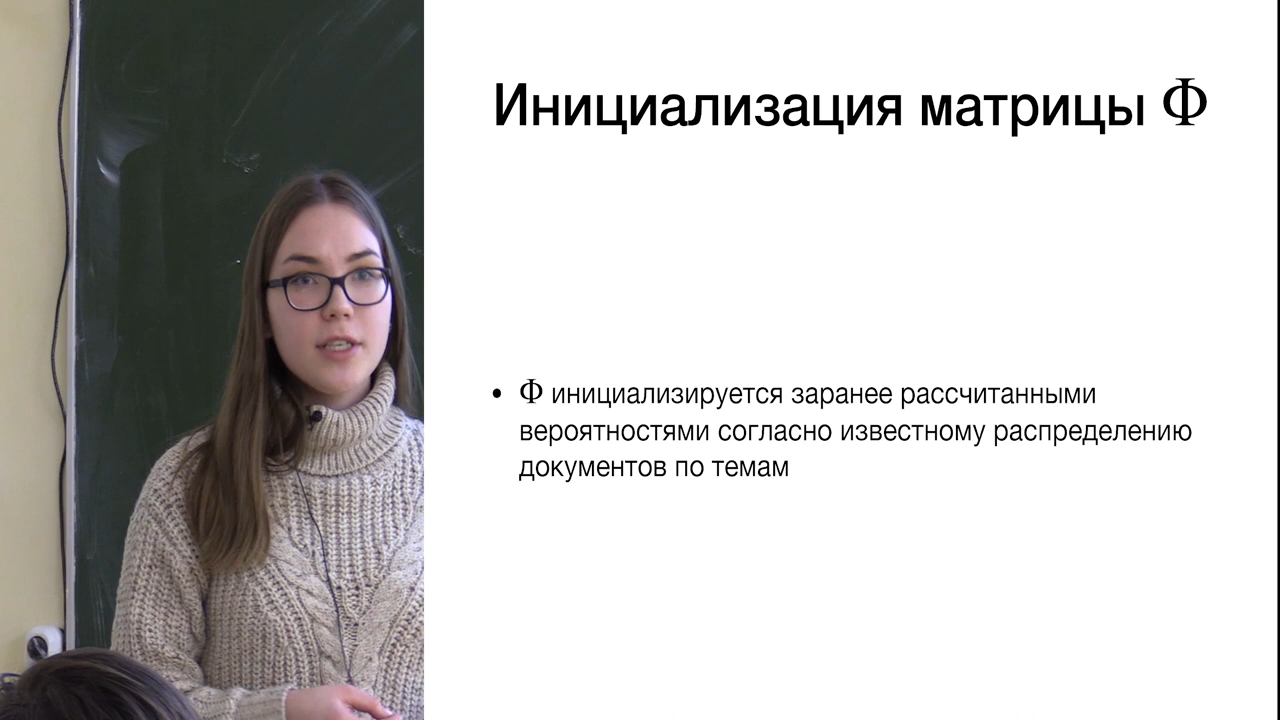 Инициализация матрицы Φ
• Φ инициализируется заранее рассчитанными
вероятностями согласно известному распределению
документов по темам